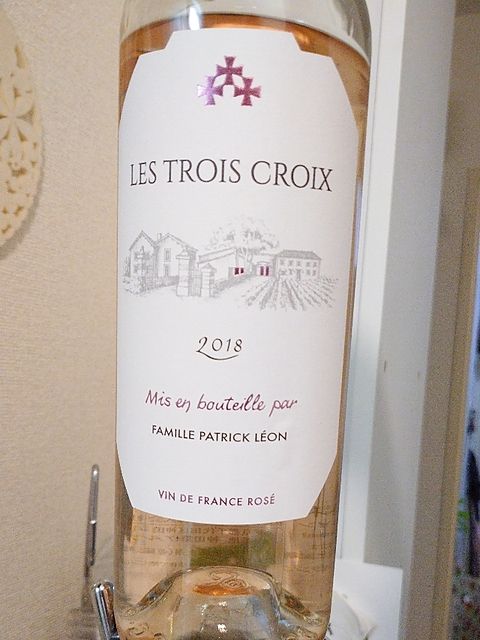 LES TROIS CROIX
2018
Mis en bouteille par
FAMILLE PATRICK LÉON
VIN DE FRANCE ROSÉ